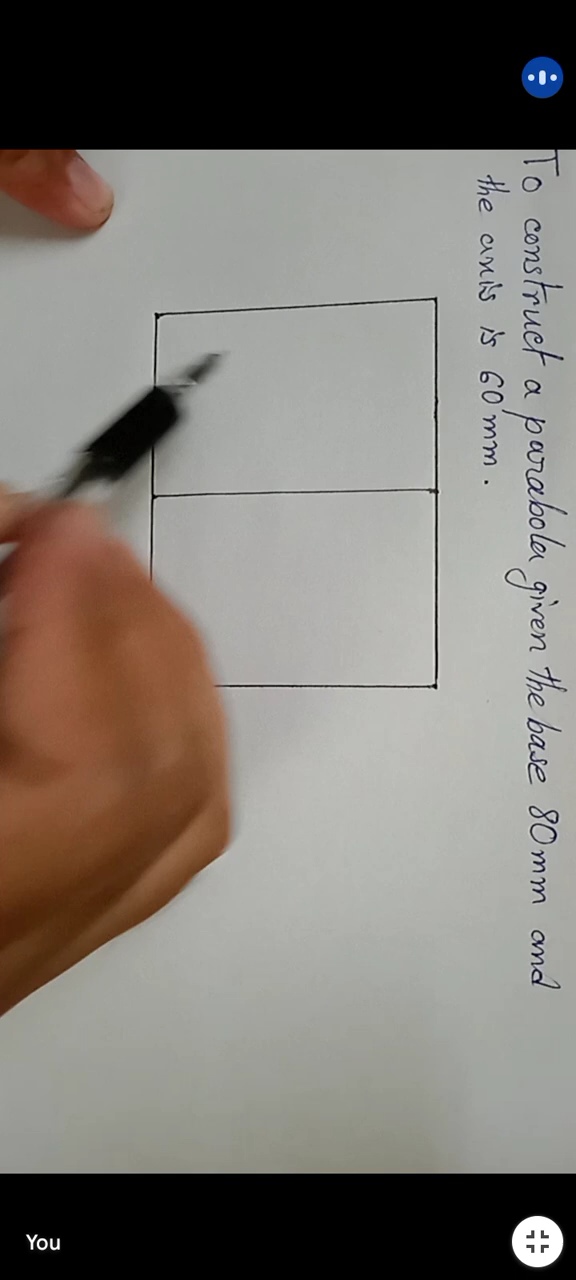 To construct a parabola given the base 80mm and
the axis is 60mm.
You